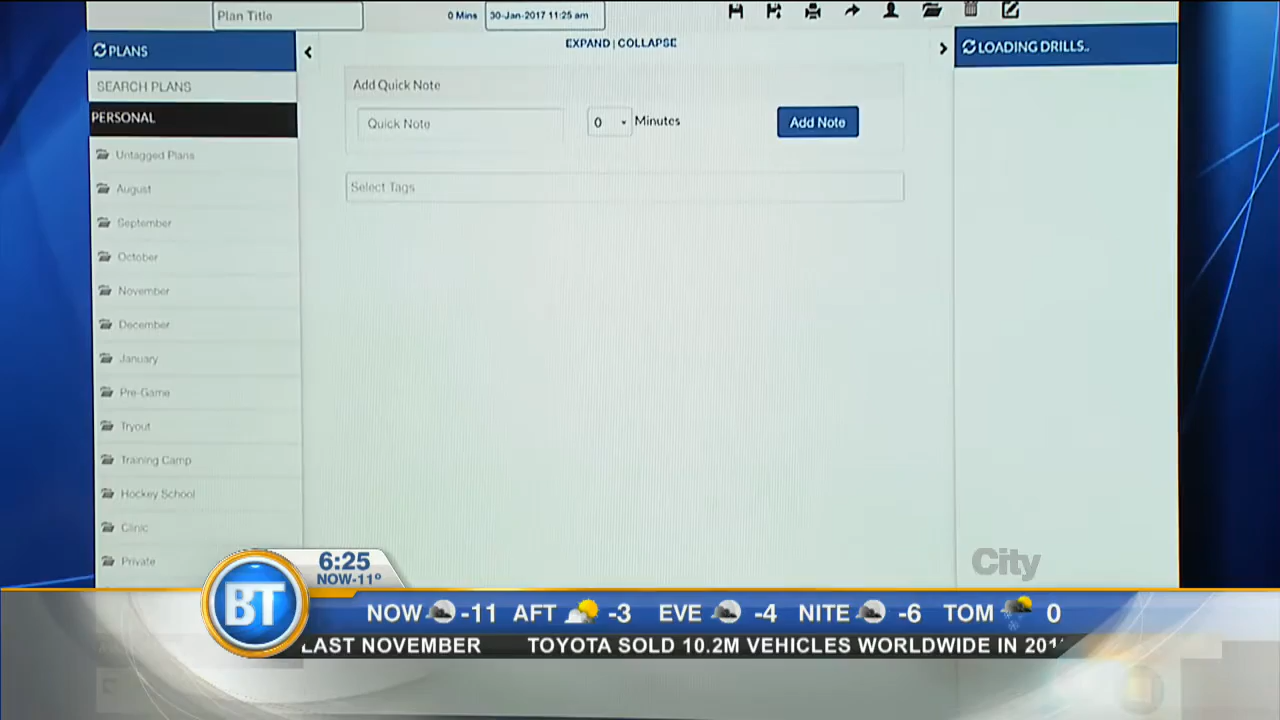 Plan Title
0 Mins
30-Jan-2017 11:25 am
PLANS
EXPAND | COLLAPSE
LOADING DRILLS..
SEARCH PLANS
Add Quick Note
PERSONAL
Quick Note
0
Minutes
Add Note
Untagged Plans
Select Tags
August
September
October
November
December
January
Pre-Game
Tryout
Training Camp
Hockey School
Clinic
Private
6:25
NOW-11°
City
BT
NOW -11 AFT -3 EVE -4 NITE -6 TOM 0
LAST NOVEMBER TOYOTA SOLD 10.2M VEHICLES WORLDWIDE IN 201